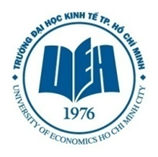 TRƯỜNG ĐẠI HỌC KINH TẾ TP. HỒ CHÍ MINH
UEH
1976
UNIVERSITY OF ECONOMICS HO CHI MINH CITY